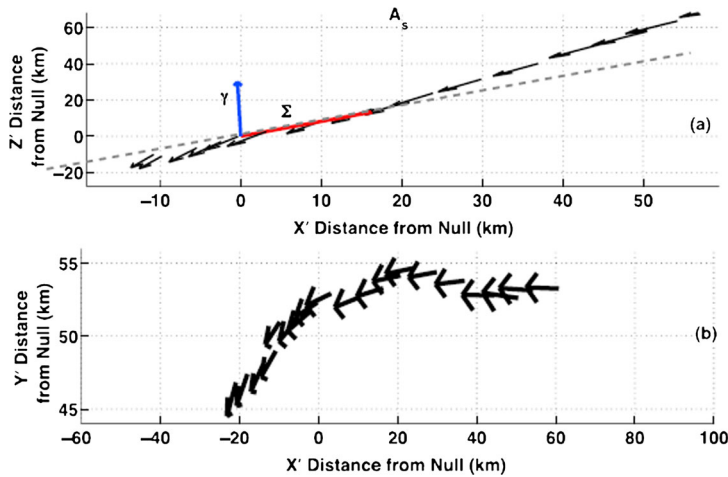 A_s
60
40
20
0
−20
Z′ Distance
from Null (km)
γ
Σ
(a)
−10 0 10 20 30 40 50
X′ Distance from Null (km)
55
50
45
Y′ Distance
from Null (km)
(b)
−60 −40 −20 0 20 40 60 80 100
X′ Distance from Null (km)